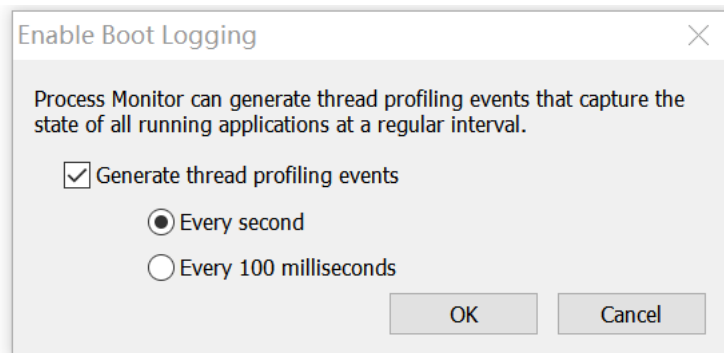 Enable Boot Logging
Process Monitor can generate thread profiling events that capture the
state of all running applications at a regular interval.
Generate thread profiling events
Every second
Every 100 milliseconds
OK Cancel